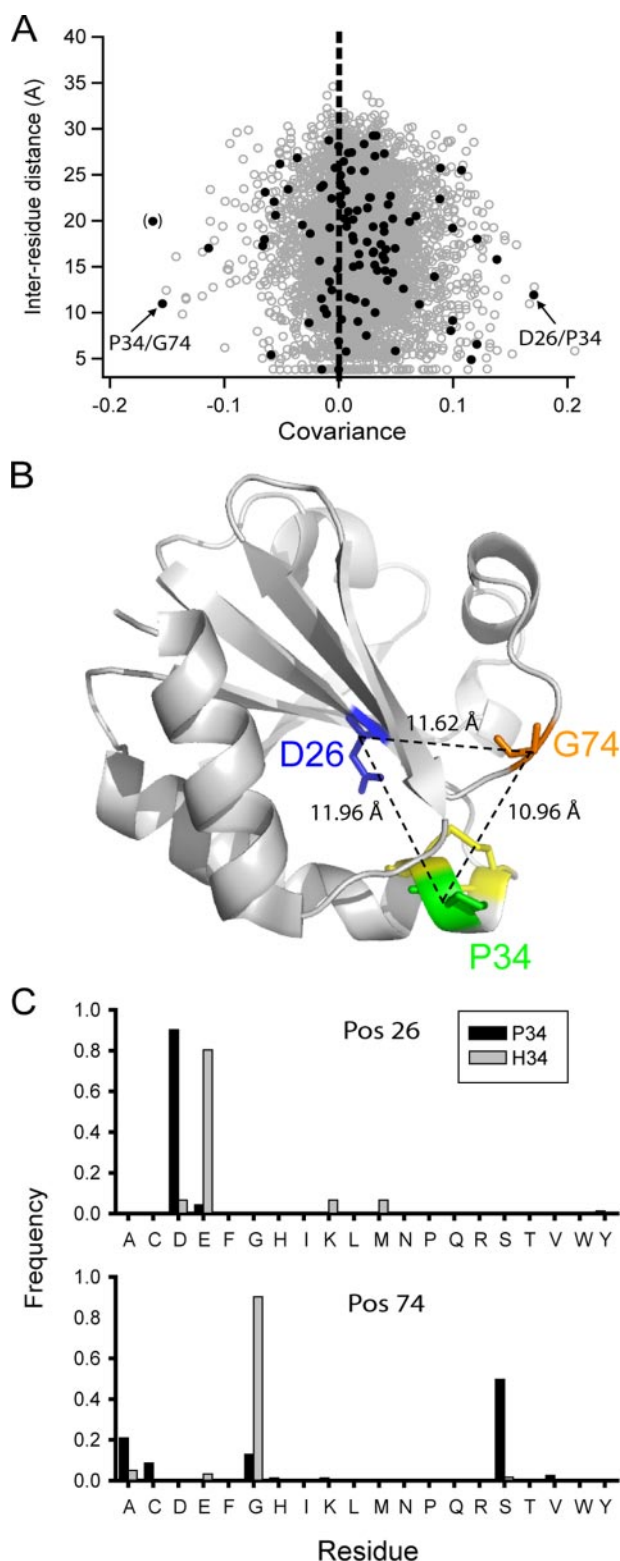 A
Inter-residue distance (A)
40
35
30
25
20
15
10
5
( )
P34/G74
D26/P34
-0.2
-0.1
0.0
0.1
0.2
Covariance
B
11.62 Å
G74
D26
11.96 Å
10.96 Å
P34
C
Frequency
1.0
0.8
0.6
0.4
0.2
0.0
Pos 26
P34
H34
A C D E F G H I K L M N P Q R S T V W Y
1.0
0.8
0.6
0.4
0.2
0.0
Pos 74
A C D E F G H I K L M N P Q R S T V W Y
Residue